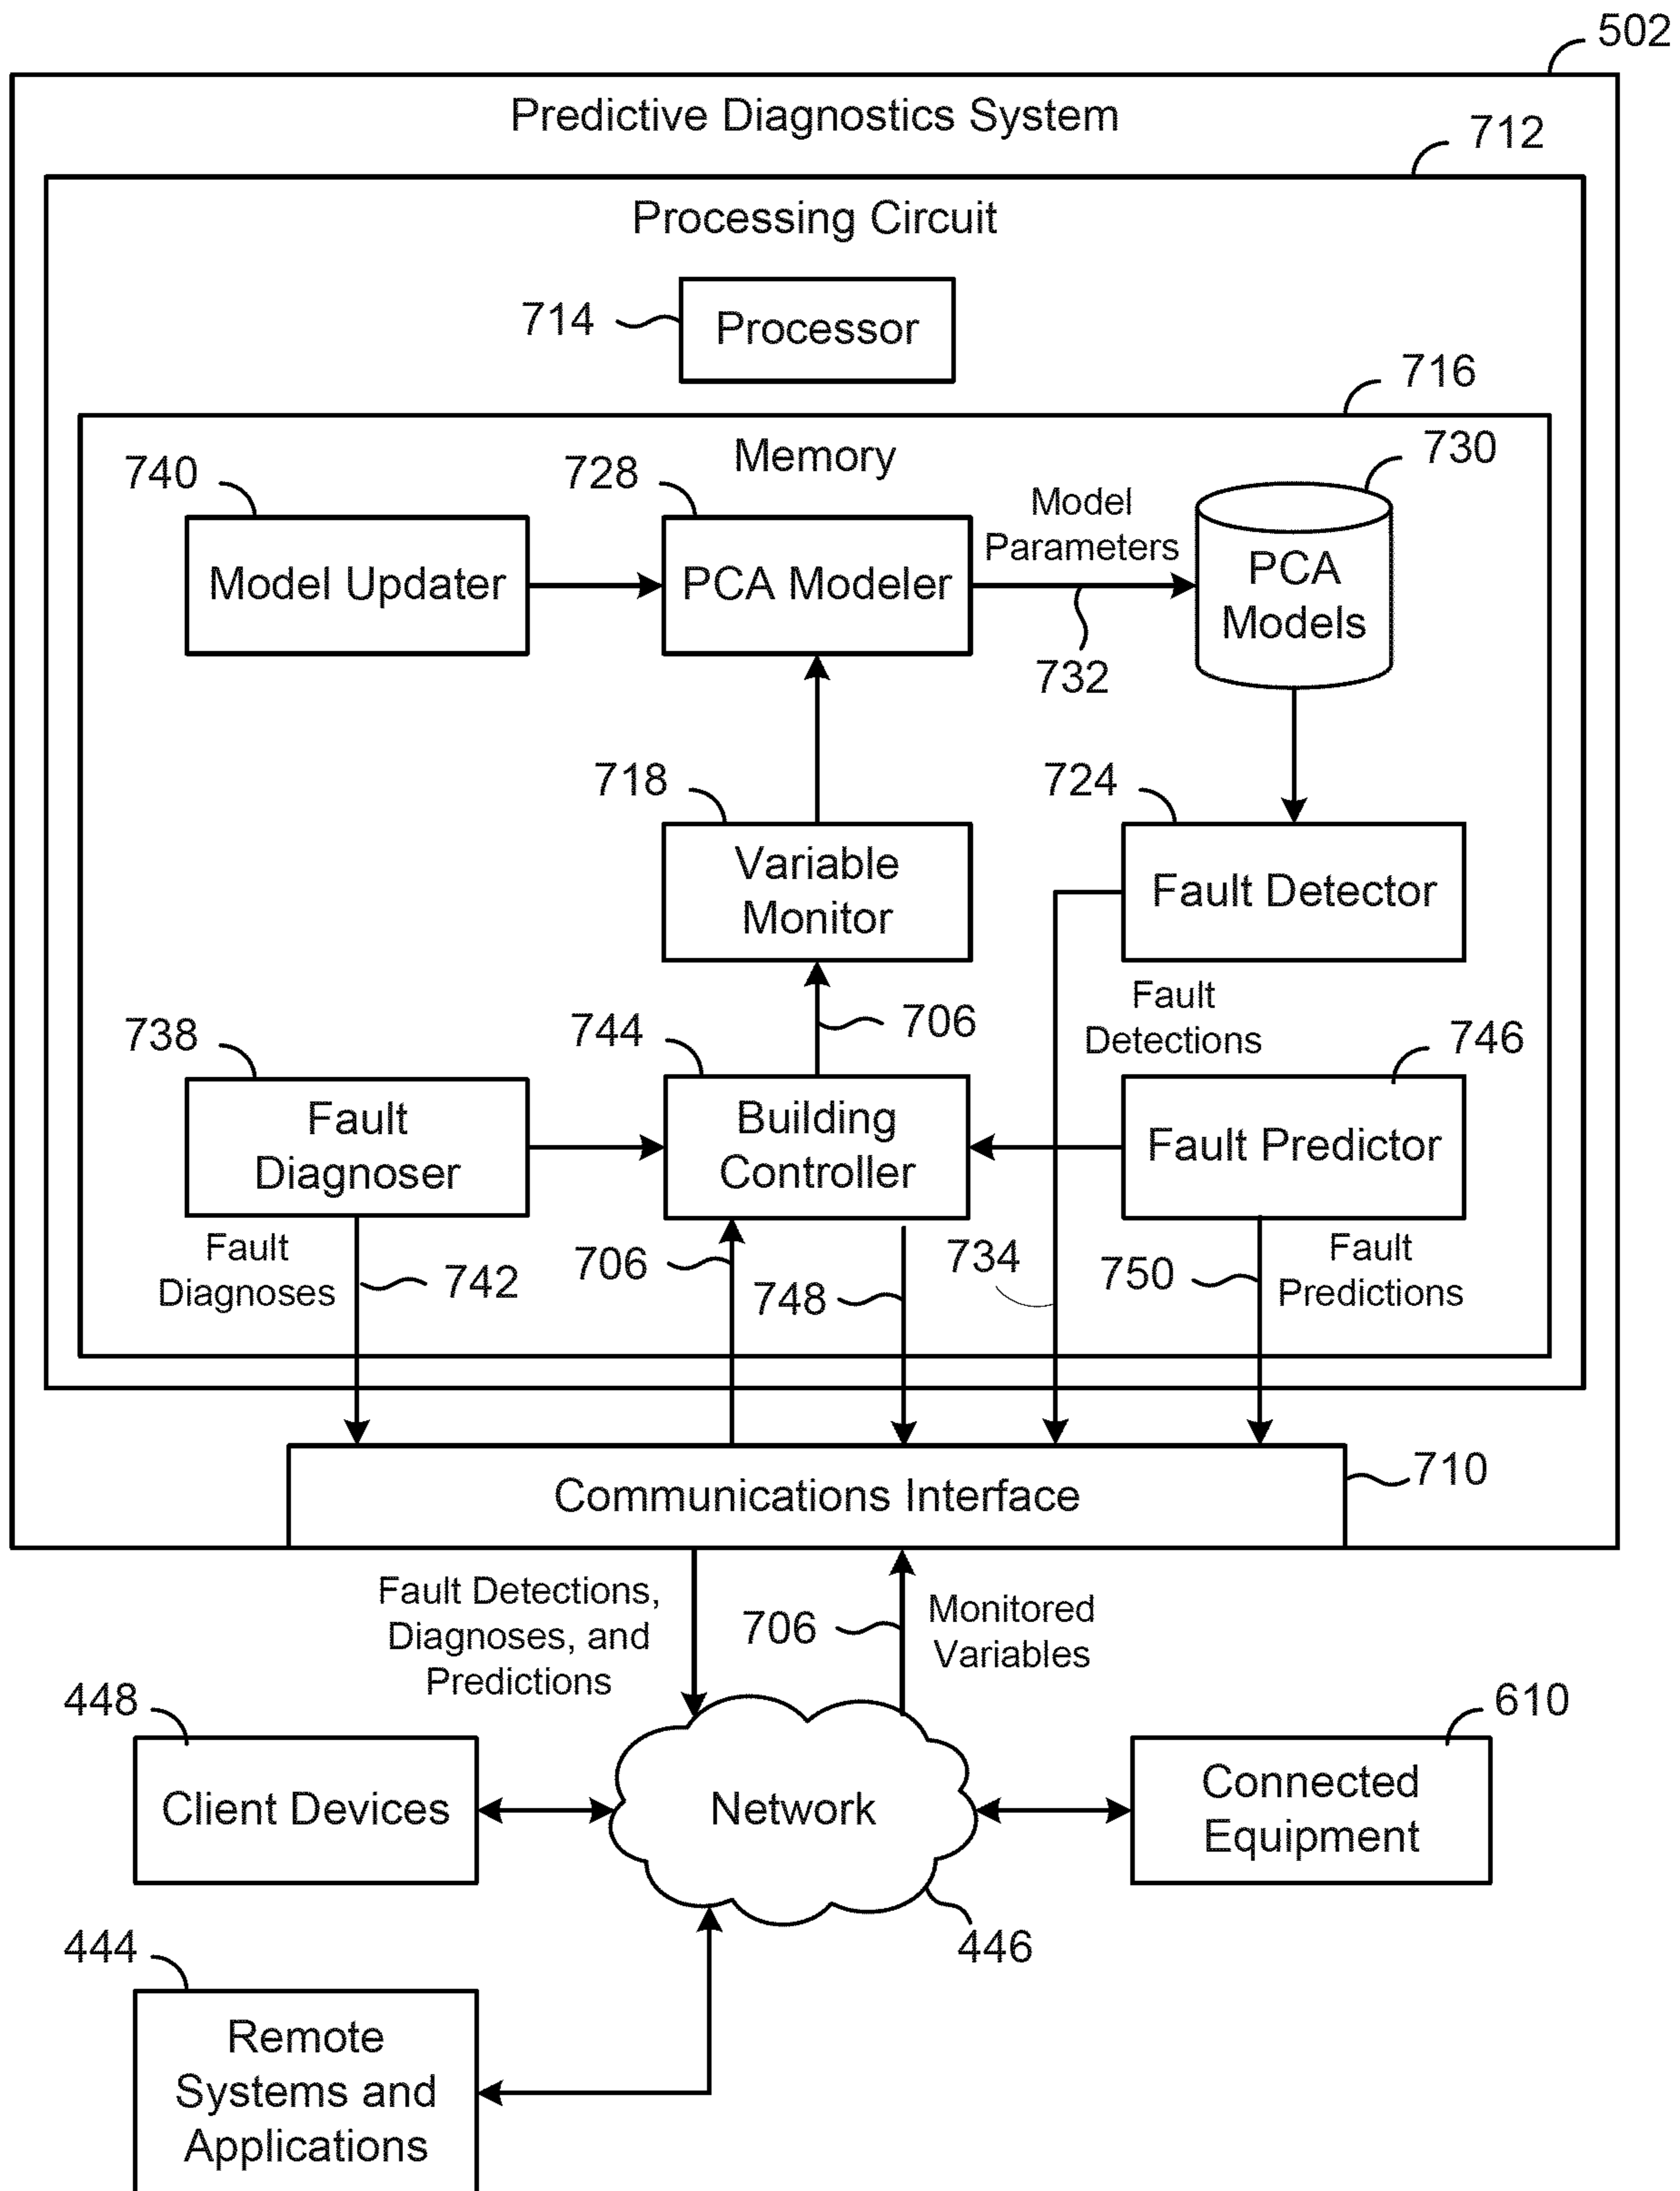 502
Predictive Diagnostics System
712
Processing Circuit
714
Processor
716
Memory
740
728
Model
Parameters
730
Model Updater
PCA Modeler
PCA
Models
732
718
724
Variable
Monitor
Fault Detector
706
Fault
Detections
738
744
746
Fault
Diagnoser
Building
Controller
Fault Predictor
Fault
Diagnoses
742
706
748
734
750
Fault
Predictions
Communications Interface
710
Fault Detections,
Diagnoses, and
Predictions
706
Monitored
Variables
448
610
Client Devices
Network
Connected
Equipment
446
444
Remote
Systems and
Applications